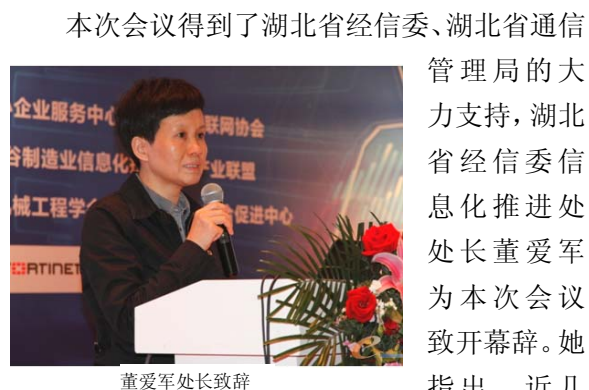 本次会议得到了湖北省经信委、湖北省通信
管理局的大
力支持,湖北
省经信委信
息化推进处
处长董爱军
为本次会议
致开幕辞。她
指出,近几
企业服务中心
联网协会
谷制造业信息化
业联盟
械工程学会
促进中心
RTINET
董爱军处长致辞